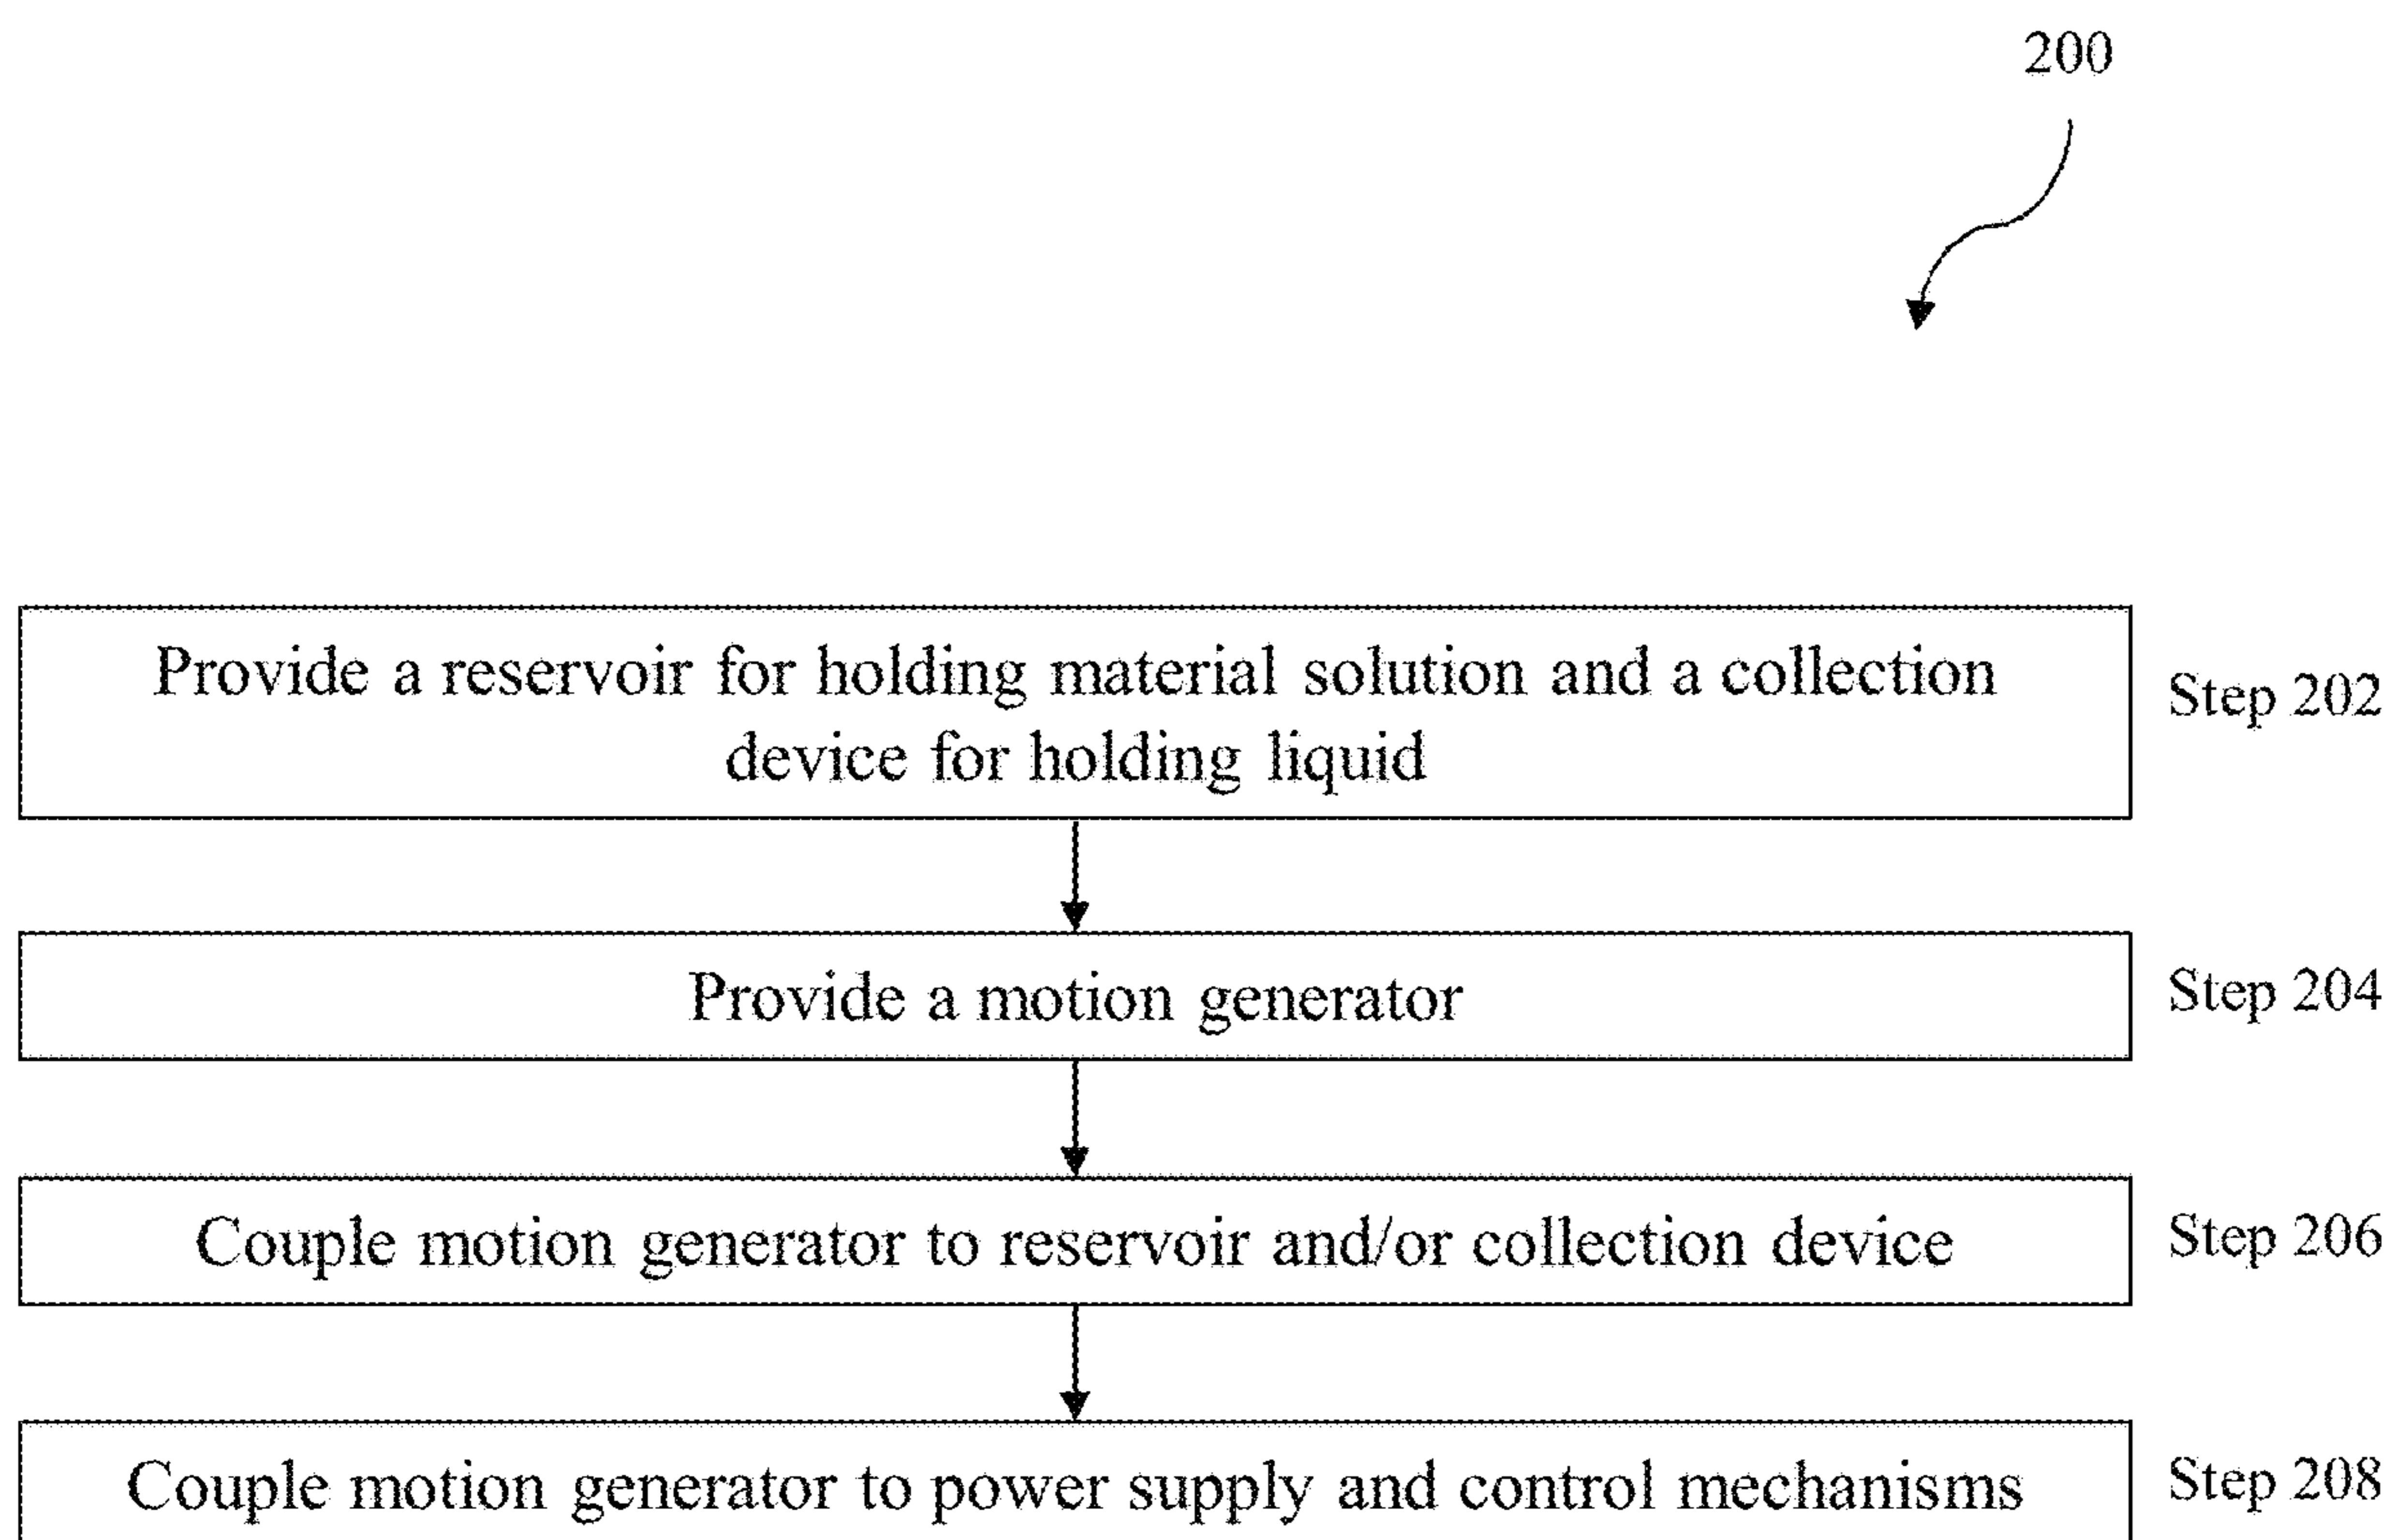 200
Provide a reservoir for holding material solution and a collection
device for holding liquid
Step 202
Provide a motion generator
Step 204
Couple motion generator to reservoir and/or collection device
Step 206
Couple motion generator to power supply and control mechanisms
Step 208